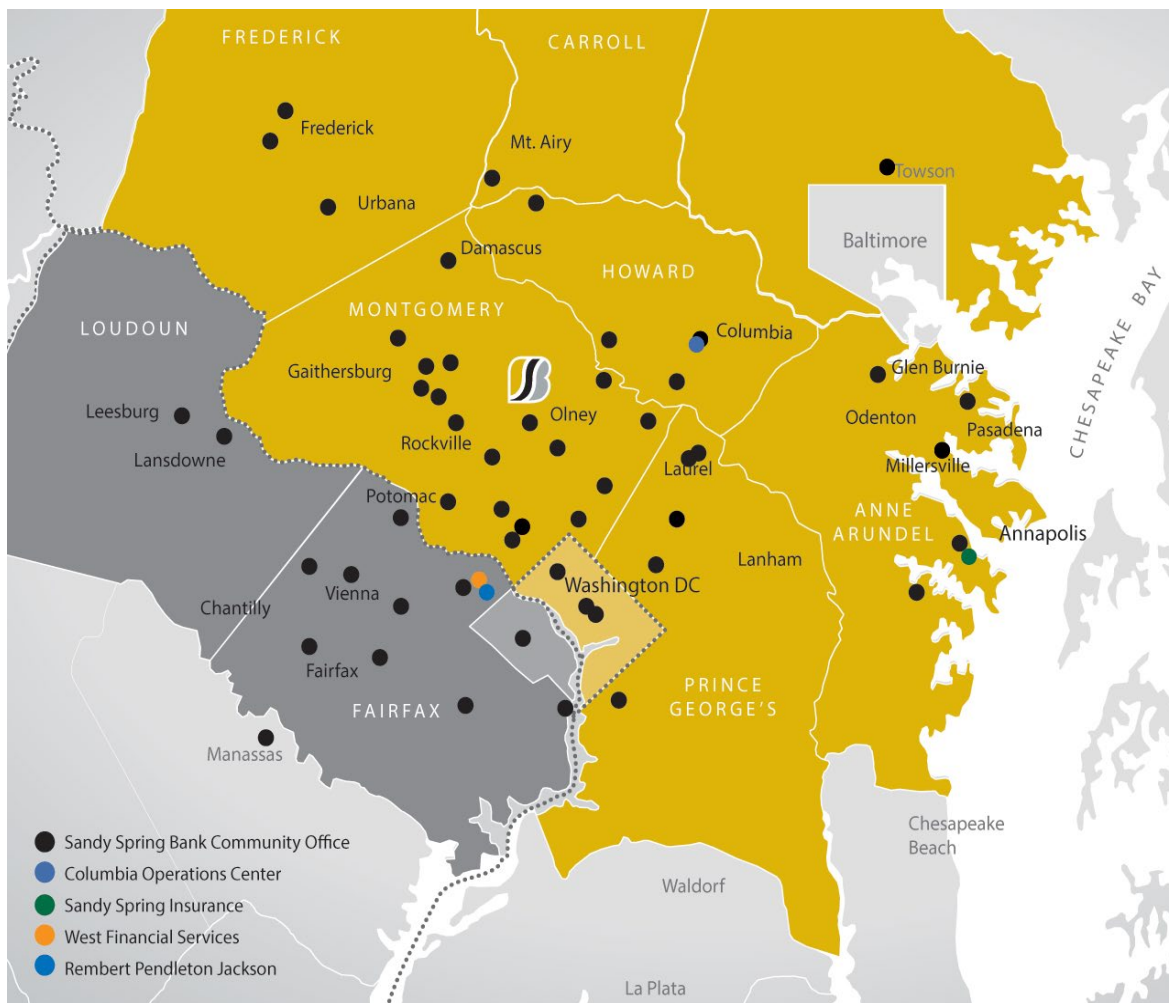 FREDERICK
CARROLL
Frederick
Mt. Airy
Towson
Urbana
Baltimore
Damascus
HOWARD
CHESAPEAKE BAY
MONTGOMERY
LOUDOUN
Columbia
Gaithersburg
Glen Burnie
Leesburg
Olney
Odenton
Pasadena
Rockville
Lansdowne
Laurel
Millersville
Potomac
ANNE
ARUNDEL
Annapolis
Lanham
Washington DC
Vienna
Chantilly
Fairfax
PRINCE
GEORGE'S
FAIRFAX
Manassas
Chesapeake
Beach
Waldorf
La Plata
Sandy Spring Bank Community Office
Columbia Operations Center
Sandy Spring Insurance
West Financial Services
Rembert Pendleton Jackson